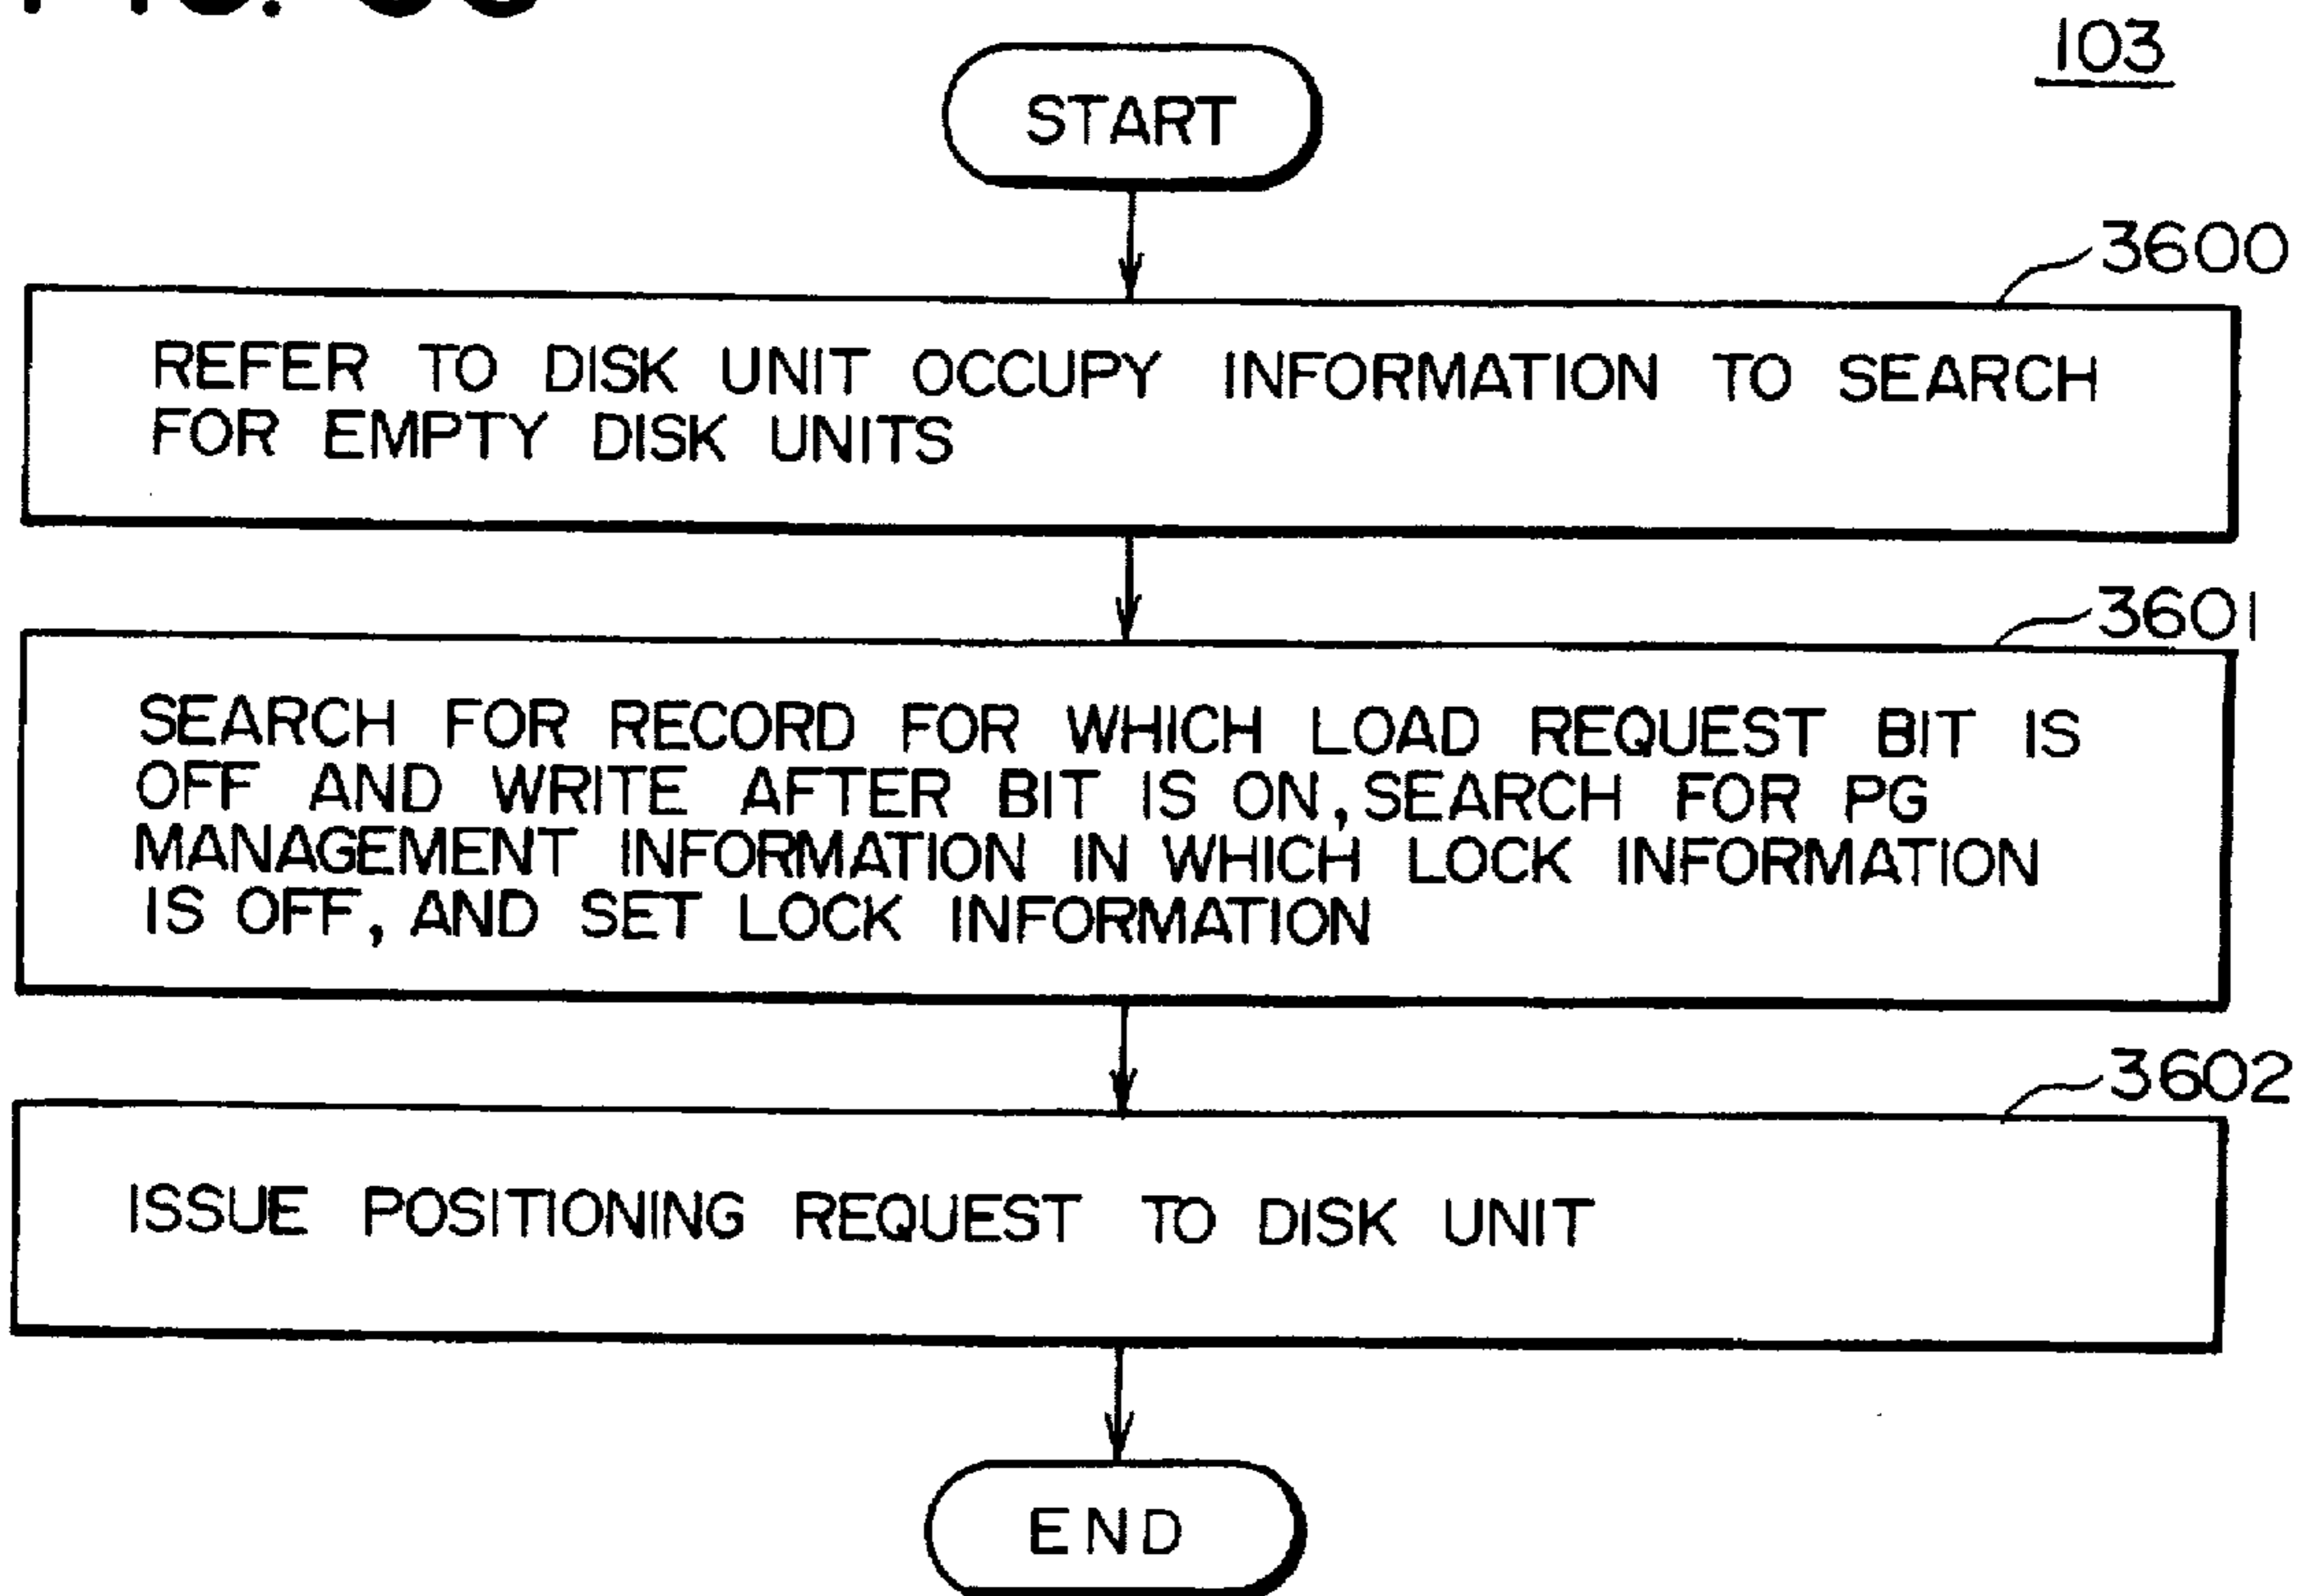 103
START
3600
REFER TO DISK UNIT OCCUPY INFORMATION TO SEARCH
FOR EMPTY DISK UNITS
3601
SEARCH FOR RECORD FOR WHICH LOAD REQUEST BIT IS
OFF AND WRITE AFTER BIT IS ON, SEARCH FOR PG
MANAGEMENT INFORMATION IN WHICH LOCK INFORMATION
IS OFF, AND SET LOCK INFORMATION
3602
ISSUE POSITIONING REQUEST TO DISK UNIT
END